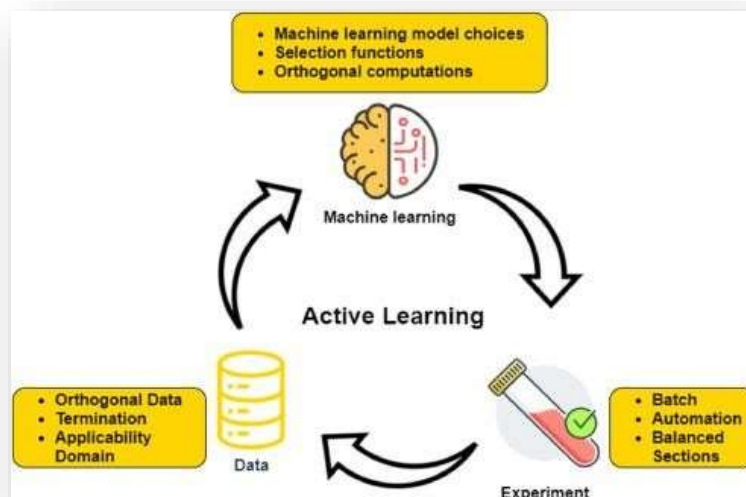 • Machine learning model choices
• Selection functions
• Orthogonal computations
Machine learning
Active Learning
• Orthogonal Data
• Termination
• Applicability
Domain
Data
• Batch
• Automation
• Balanced
Sections
Experiment